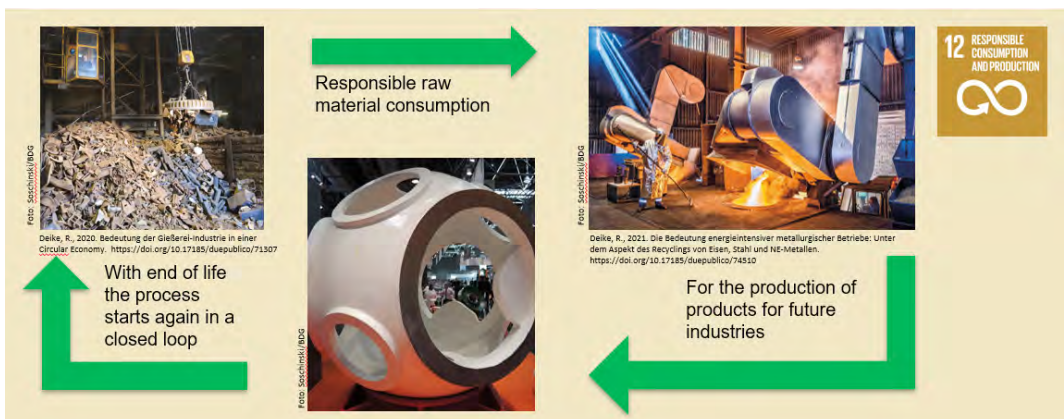 Responsible raw
material consumption
12 RESPONSIBLE
CONSUMPTION
AND PRODUCTION
Foto: Soschinski/BDG
Deike, R., 2020. Bedeutung der Gießerei-Industrie in einer
Circular Economy. https://doi.org/10.17185/duepublico/71307
Foto: Soschinski/BDG
Deike, R., 2021. Die Bedeutung energieintensiver metallurgischer Betriebe: Unter
dem Aspekt des Recyclings von Eisen, Stahl und NE-Metallen.
https://doi.org/10.17185/duepublico/74510
With end of life
the process
starts again in a
closed loop
Foto: Soschinski/BDG
For the production of
products for future
industries